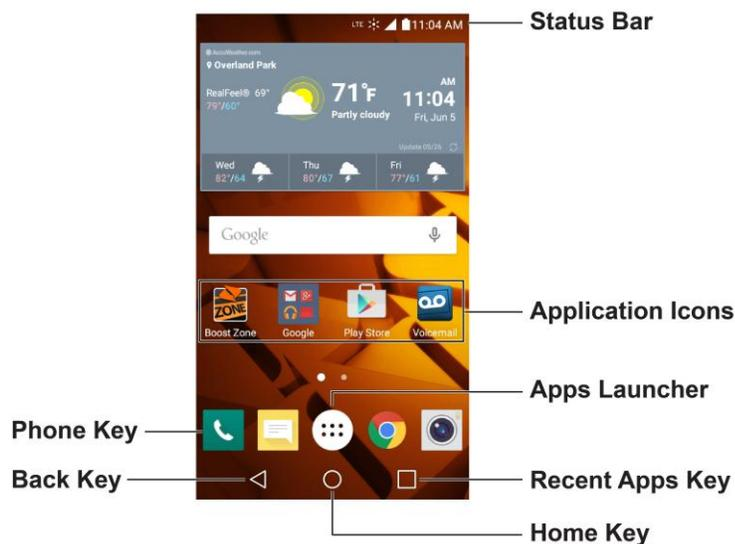 LTE 11:04 AM
Status Bar
AccuWeather.com
Overland Park
RealFeel® 69°
79°/60°
71°F
Partly cloudy
AM
11:04
Fri, Jun 5
Update 05/26
Wed
82°/64
Thu
80°/67
Fri
77°/61
Google
ZONE
Boost Zone
Google
Play Store
Voicemail
Application Icons
Apps Launcher
Phone Key
Back Key
Recent Apps Key
Home Key